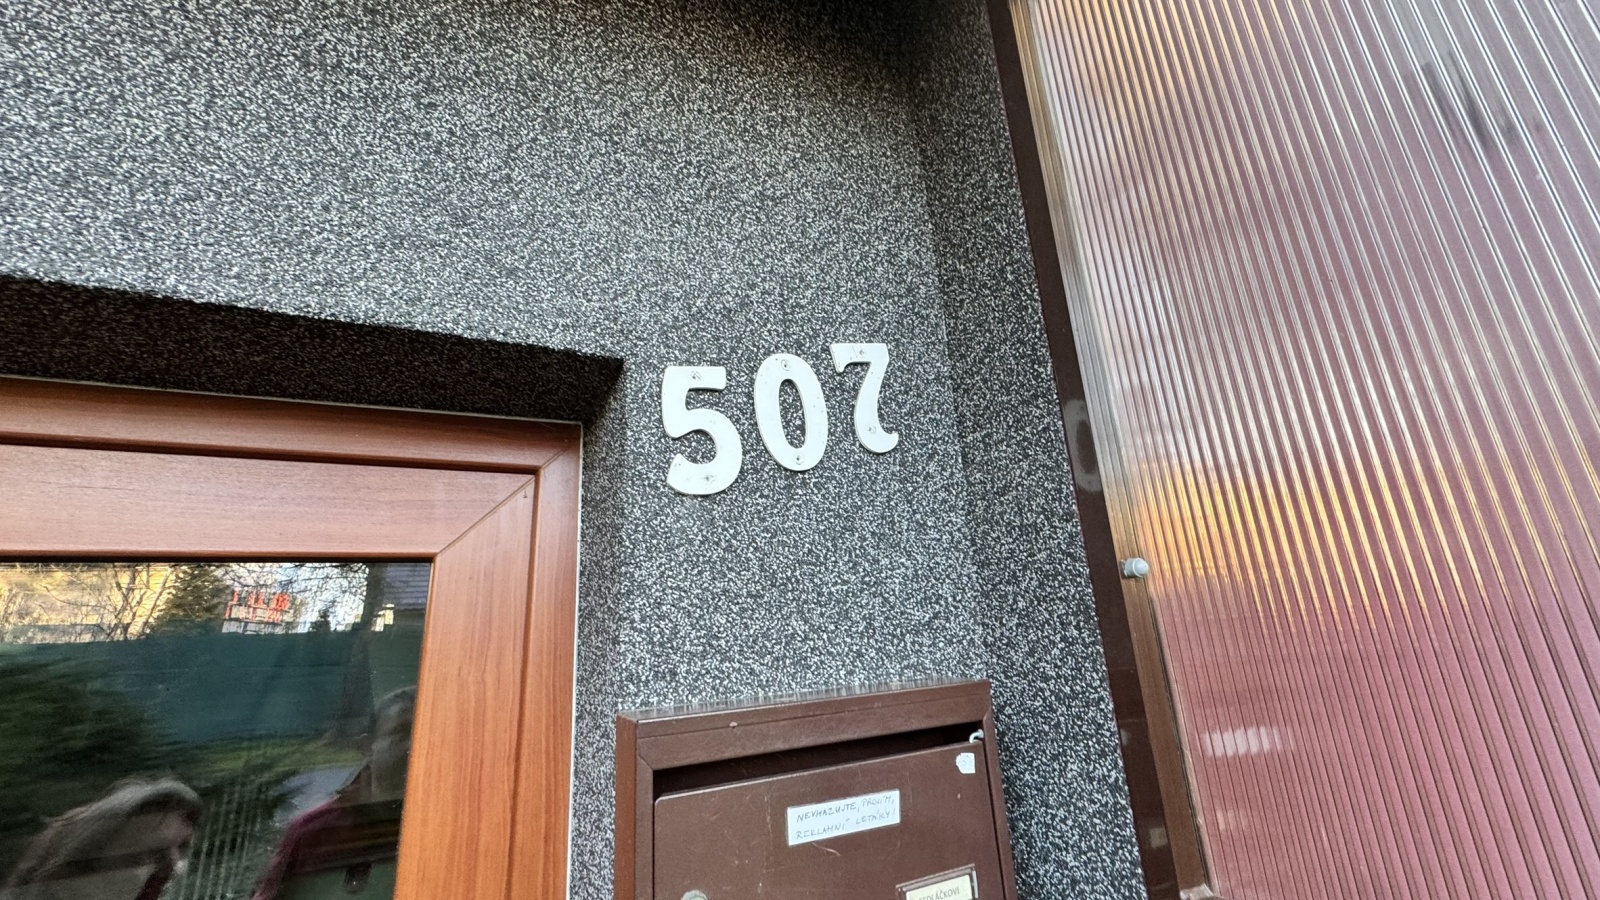 507
NEVHAZUJTE, PROSÍM,
REKLAMNÍ LETÁKY!